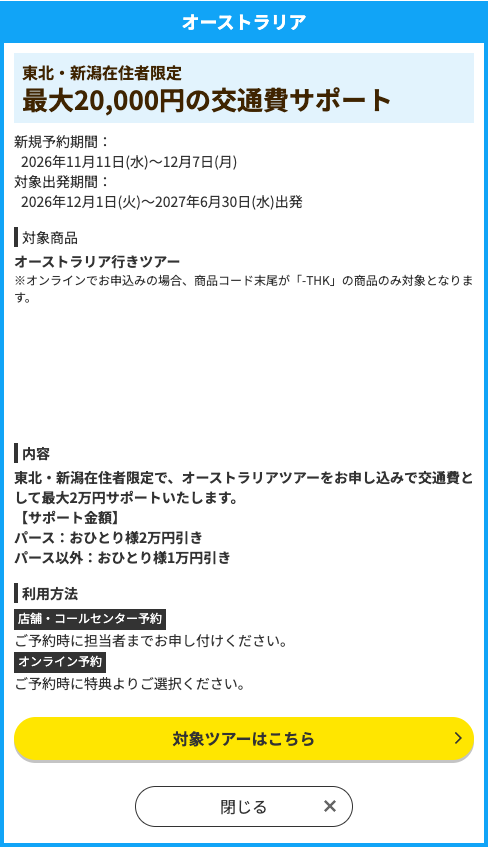 オーストラリア
東北・新潟在住者限定
最大20,000円の交通費サポート
新規予約期間：
2026年11月11日(水)～12月7日(月)
対象出発期間：
2026年12月1日(火)～2027年6月30日(水)出発
対象商品
オーストラリア行きツアー
※オンラインでお申込みの場合、商品コード末尾が「-THK」の商品のみ対象となりま
す。
内容
東北・新潟在住者限定で、オーストラリアツアーをお申し込みで交通費と
して最大2万円サポートいたします。
【サポート金額】
パース：おひとり様2万円引き
パース以外：おひとり様1万円引き
利用方法
店舗・コールセンター予約
ご予約時に担当者までお申し付けください。
オンライン予約
ご予約時に特典よりご選択ください。
対象ツアーはこちら
閉じる